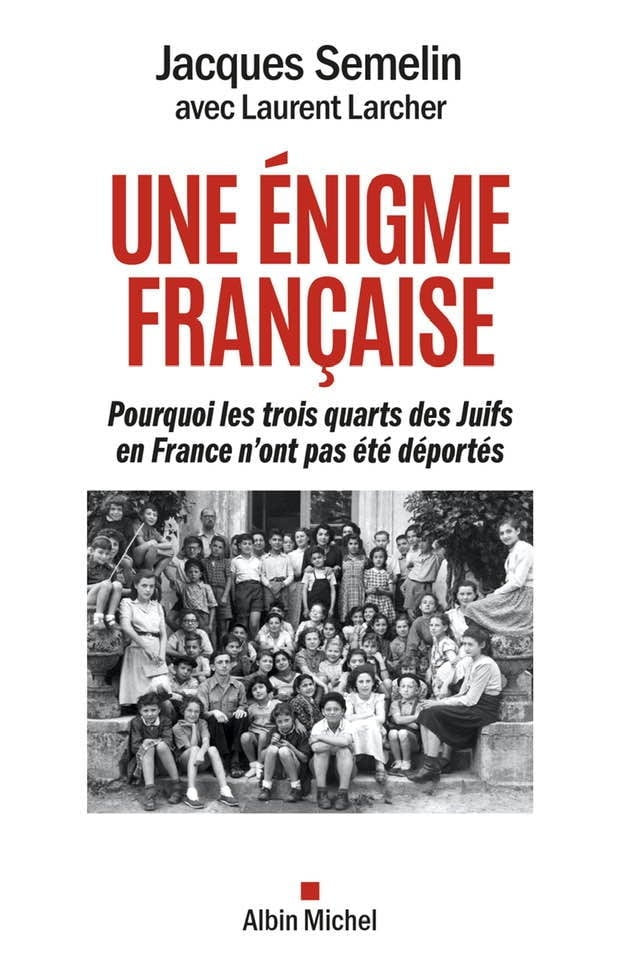 Jacques Semelin
avec Laurent Larcher
UNE ÉNIGME
FRANÇAISE
Pourquoi les trois quarts des Juifs
en France n’ont pas été déportés
Albin Michel